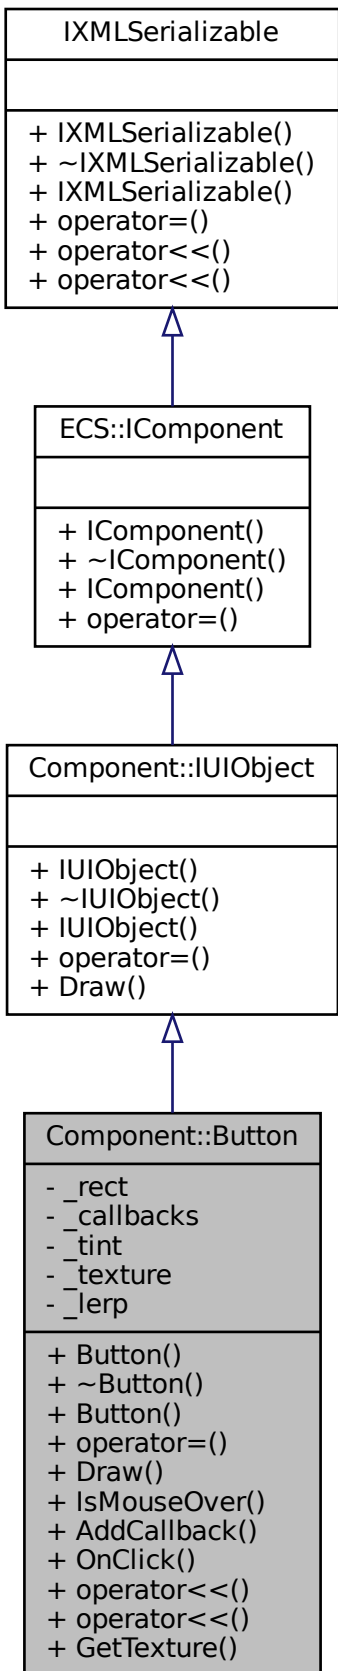 IXMLSerializable
+ IXMLSerializable()
+ ~IXMLSerializable()
+ IXMLSerializable()
+ operator=()
+ operator<<()
+ operator<<()
ECS::IComponent
+ IComponent()
+ ~IComponent()
+ IComponent()
+ operator=()
Component::IUIObject
+ IUIObject()
+ ~IUIObject()
+ IUIObject()
+ operator=()
+ Draw()
Component::Button
- _rect
- _callbacks
- _tint
- _texture
- _lerp
+ Button()
+ ~Button()
+ Button()
+ operator=()
+ Draw()
+ IsMouseOver()
+ AddCallback()
+ OnClick()
+ operator<<()
+ operator<<()
+ GetTexture()